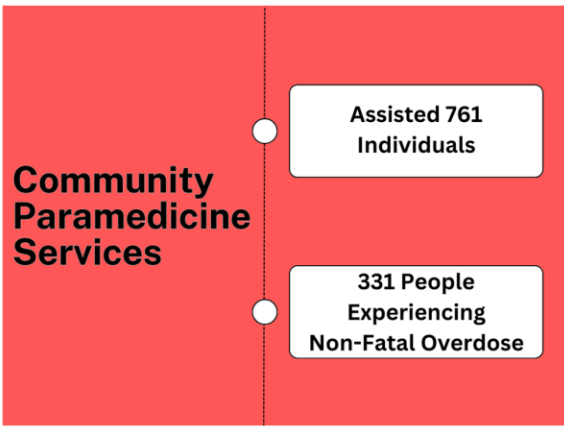 Community
Paramedicine
Services
Assisted 761
Individuals
331 People
Experiencing
Non-Fatal Overdose